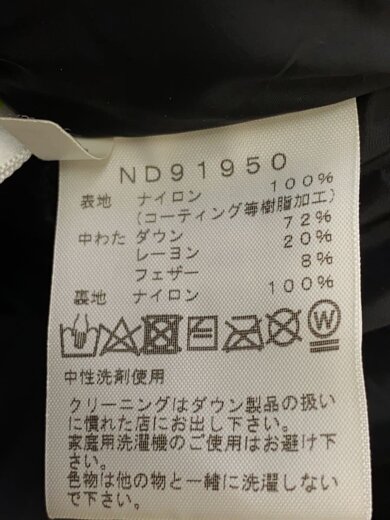 ND91950
表地 ナイロン 100%
(コーティング等樹脂加工)
中わた ダウン 72%
レーヨン 20%
フェザー 8%
裏地 ナイロン 100%
W
中性洗剤使用
クリーニングはダウン製品の扱い
に慣れた店にお出し下さい。
家庭用洗濯機のご使用はお避け下
さい。
色物は他の物と一緒に洗濯しない
で下さい。